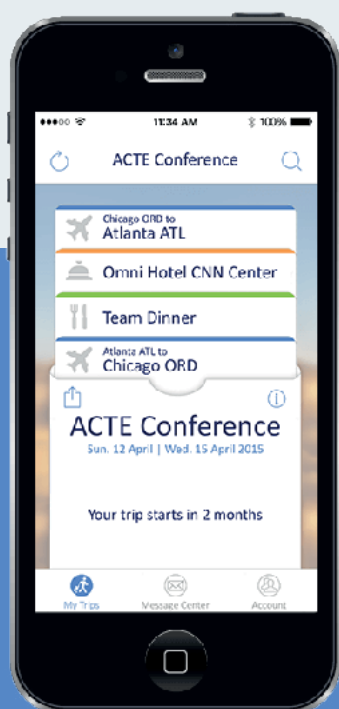 11:34 AM
100%
ACTE Conference
Chicago ORD to
Atlanta ATL
Omni Hotel CNN Center
Team Dinner
Atlanta ATL to
Chicago ORD
ACTE Conference
Sun. 12 April | Wed. 15 April 2015
Your trip starts in 2 months
My Trips
Message Center
Account